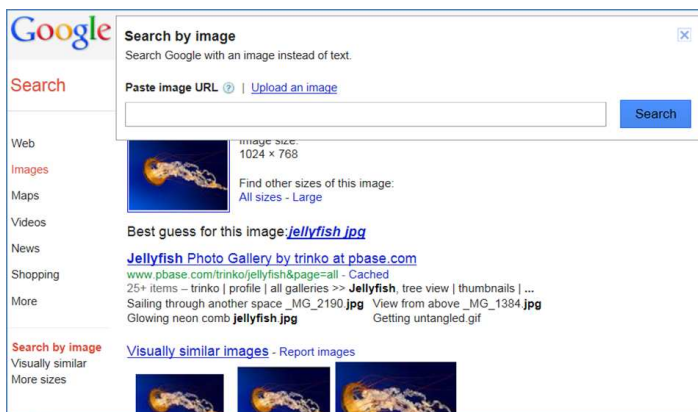 Google
Search by image
Search Google with an image instead of text.
Paste image URL ? | Upload an image
Search
Search
Web
Images
Maps
Videos
News
Shopping
More
Search by image
Visually similar
More sizes
Image size:
1024 × 768
Find other sizes of this image:
All sizes - Large
Best guess for this image:jellyfish jpg
Jellyfish Photo Gallery by trinko at pbase.com
www.pbase.com/trinko/jellyfish&page=all - Cached
25+ items – trinko | profile | all galleries >> Jellyfish, tree view | thumbnails | ...
Sailing through another space _MG_2190.jpg View from above _MG_1384.jpg
Glowing neon comb jellyfish.jpg Getting untangled.gif
Visually similar images - Report images